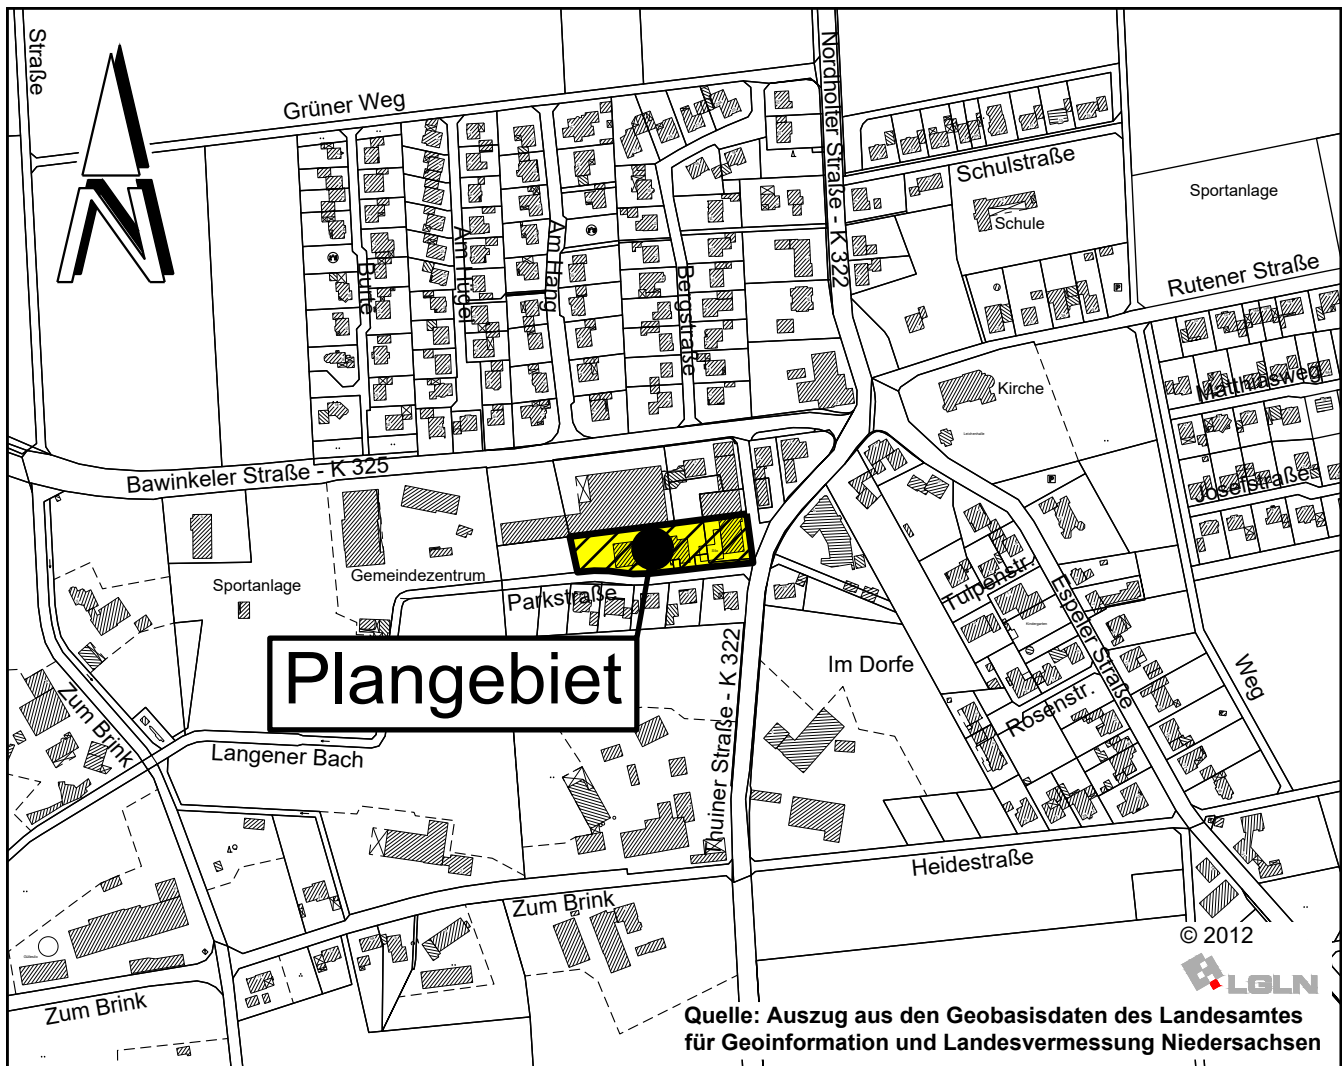 Straße
Grüner Weg
Nordholter Straße - K 322
Schulstraße
Sportanlage
Schule
Rutener Straße
N
Bülte
Am Hügel
Am Hang
Bergstraße
Matthiasweg
Kirche
Josefstraße
Bawinkeler Straße - K 325
Sportanlage
Gemeindezentrum
Parkstraße
Tulpenstr.
Espeler Straße
Kindergarten
Plangebiet
Thuiner Straße - K 322
Im Dorfe
Rosenstr.
Weg
Zum Brink
Langener Bach
Heidestraße
Zum Brink
Zum Brink
© 2012
LGLN
Quelle: Auszug aus den Geobasisdaten des Landesamtes
für Geoinformation und Landesvermessung Niedersachsen